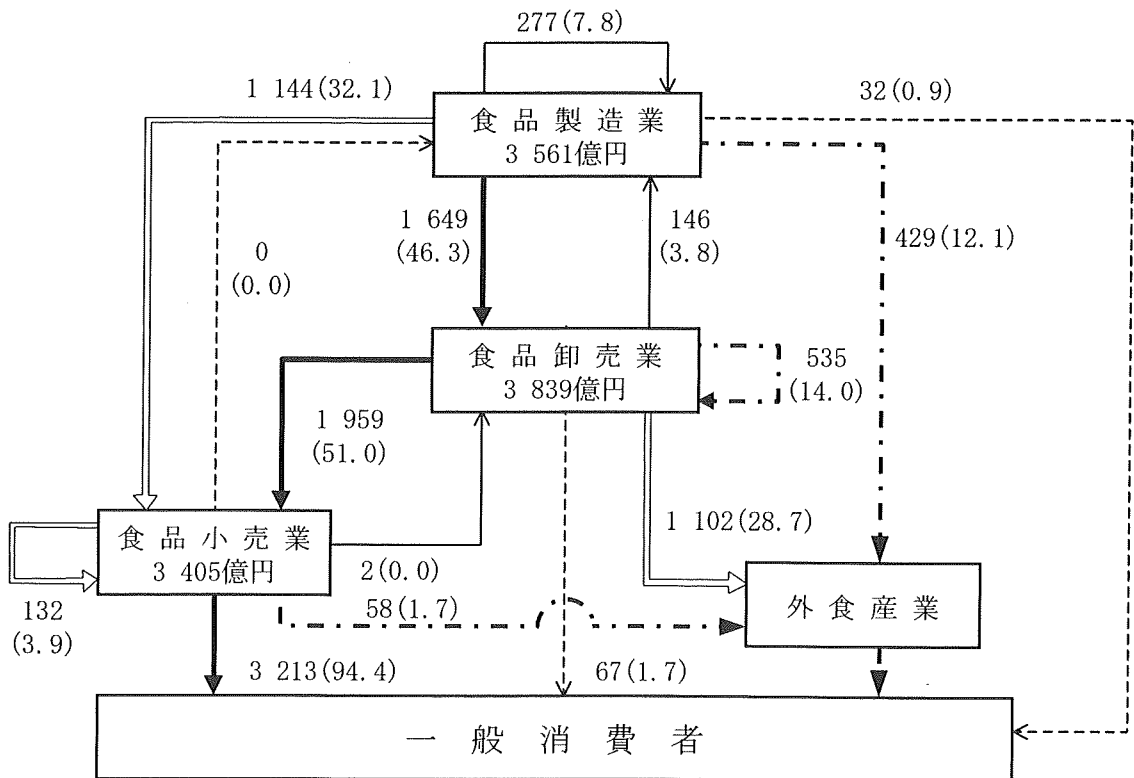 277(7.8)
1 144(32.1)
32(0.9)
食品製造業
3 561億円
1 649
(46.3)
146
(3.8)
429(12.1)
0
(0.0)
食品卸売業
3 839億円
535
(14.0)
1 959
(51.0)
食品小売業
3 405億円
1 102(28.7)
2(0.0)
132
(3.9)
58(1.7)
外食産業
3 213(94.4)
67(1.7)
一般消費者